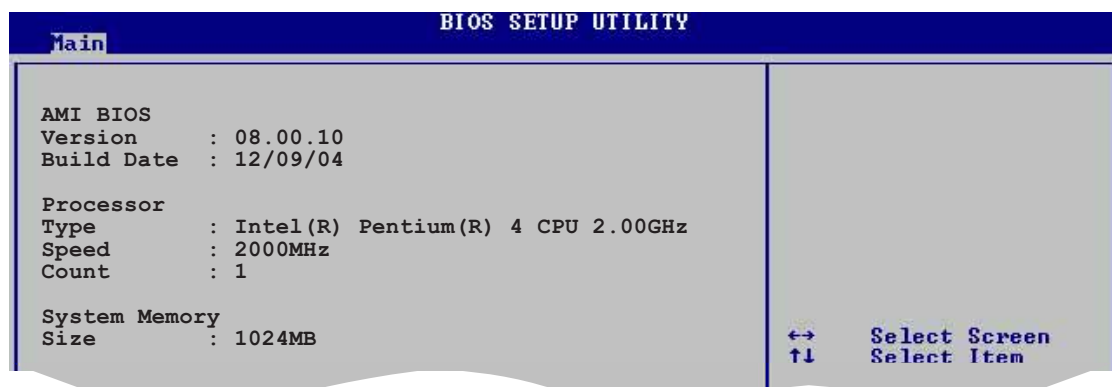 BIOS SETUP UTILITY
Main
AMI BIOS
Version : 08.00.10
Build Date : 12/09/04
Processor
Type : Intel(R) Pentium(R) 4 CPU 2.00GHz
Speed : 2000MHz
Count : 1
System Memory
Size : 1024MB
↔ Select Screen
↑↓ Select Item